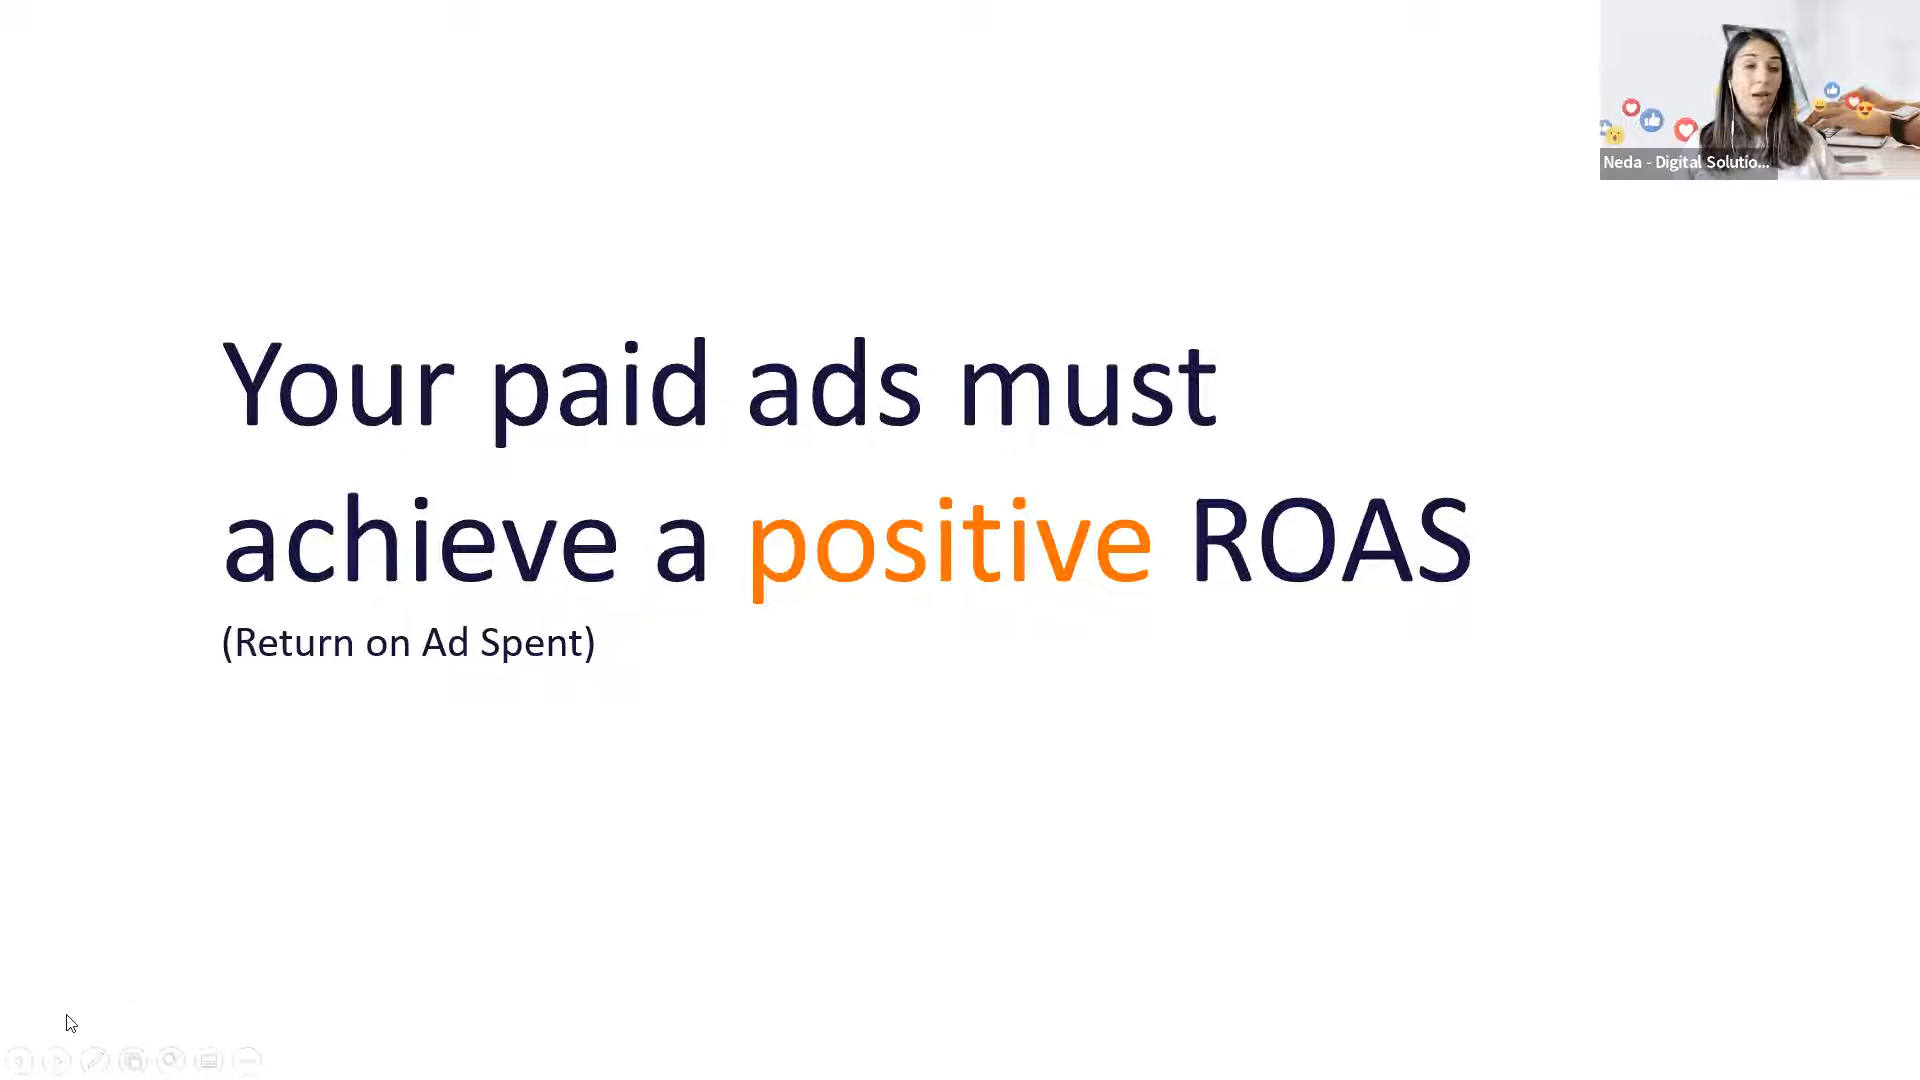 Your paid ads must
achieve a positive ROAS
(Return on Ad Spent)
Neda - Digital Solutio...